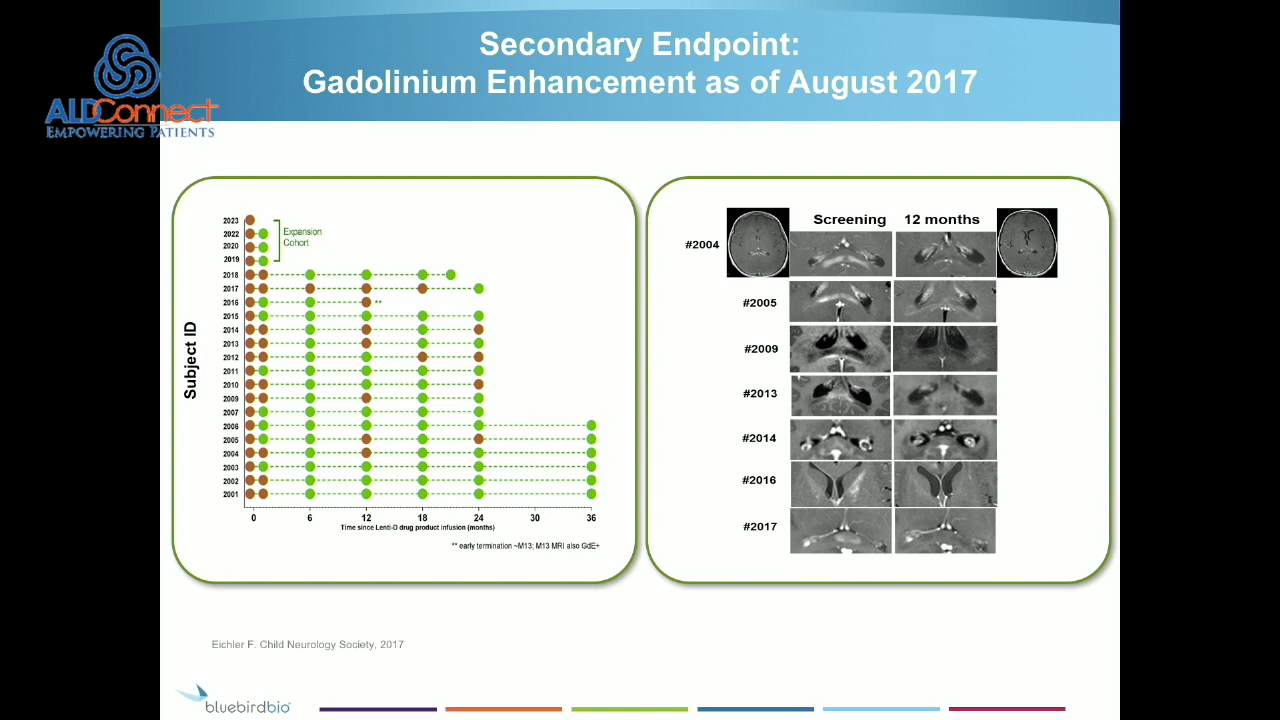 Secondary Endpoint:
Gadolinium Enhancement as of August 2017
ALDConnect
EMPOWERING PATIENTS
Subject ID
2023
2022
2020
2019
2018
2017
2016
2015
2014
2013
2012
2011
2010
2009
2007
2006
2005
2004
2003
2002
2001
Expansion
Cohort
**
0 6 12 18 24 30 36
Time since Lenti-D drug product infusion (months)
** early termination ~M13; M13 MRI also GdE+
Screening 12 months
#2004
#2005
#2009
#2013
#2014
#2016
#2017
Eichler F. Child Neurology Society, 2017
bluebirdbio